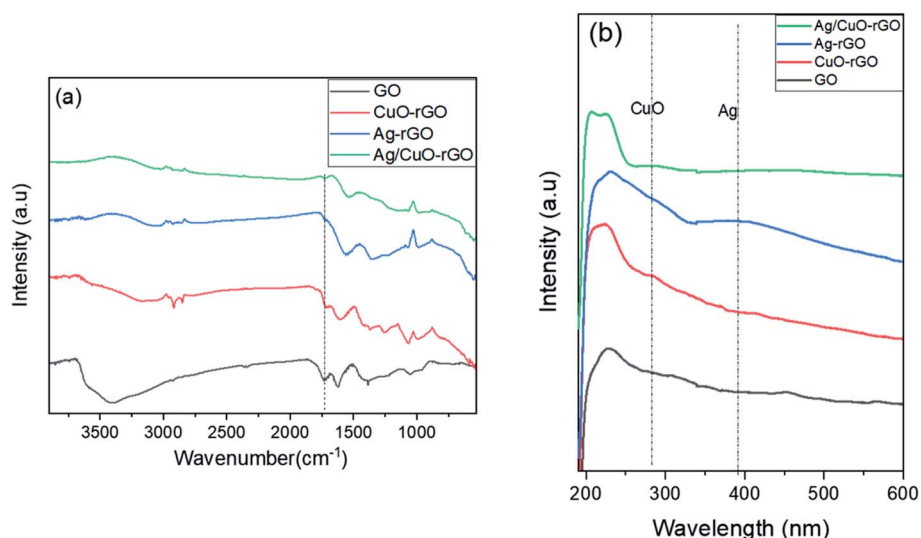 (a)
GO
CuO-rGO
Ag-rGO
Ag/CuO-rGO
Intensity (a.u)
3500 3000 2500 2000 1500 1000
Wavenumber(cm⁻¹)
(b)
Ag/CuO-rGO
Ag-rGO
CuO-rGO
GO
CuO
Ag
Intensity (a.u)
200 300 400 500 600
Wavelength (nm)